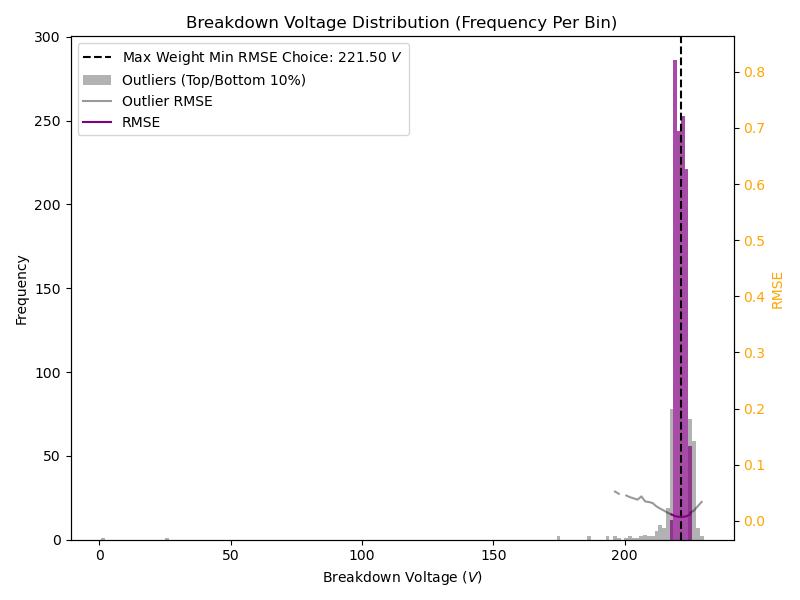 Breakdown Voltage Distribution (Frequency Per Bin)
Max Weight Min RMSE Choice: 221.50 V
Outliers (Top/Bottom 10%)
Outlier RMSE
RMSE
300
250
200
150
100
50
0
Frequency
0.8
0.7
0.6
0.5
0.4
0.3
0.2
0.1
0.0
RMSE
0 50 100 150 200
Breakdown Voltage (V)